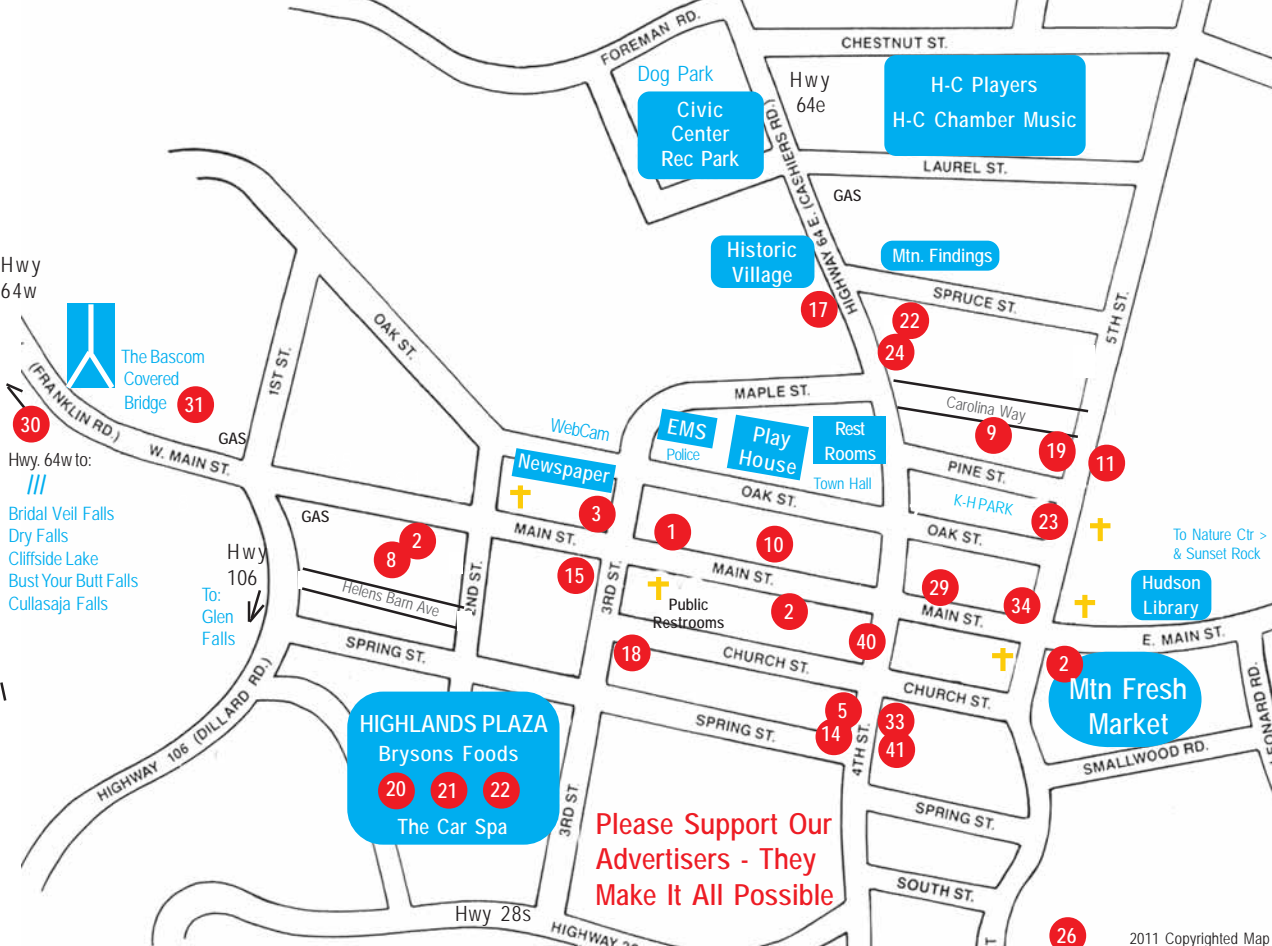 FOREMAN RD.
CHESTNUT ST.
Dog Park
Civic
Center
Rec Park
Hwy
64e
H-C Players
H-C Chamber Music
LAUREL ST.
HIGHWAY 64 E. (CASHIERS RD.)
GAS
Historic
Village
Mtn. Findings
HIGHWAY
SPRUCE ST.
5TH ST.
17
22
24
Hwy
64w
The Bascom
Covered
Bridge
31
30
(FRANKLIN RD.)
W. MAIN ST.
GAS
1ST ST.
OAK ST.
Hwy. 64w to:
///
Bridal Veil Falls
Dry Falls
Cliffside Lake
Bust Your Butt Falls
Cullasaja Falls
MAPLE ST.
Carolina Way
9
19
11
WebCam
EMS
Police
Play
House
Rest
Rooms
Town Hall
PINE ST.
K-H PARK
23
Newspaper
3
OAK ST.
OAK ST.
To Nature Ctr >
& Sunset Rock
Hudson
Library
GAS
2
8
MAIN ST.
1
10
MAIN ST.
29
34
MAIN ST.
E. MAIN ST.
Hwy
106
To:
Glen
Falls
Helens Barn Ave
2ND ST.
15
3RD ST.
Public
Restrooms
2
40
18
CHURCH ST.
CHURCH ST.
2
Mtn Fresh
Market
SMALLWOOD RD.
SPRING ST.
HIGHWAY 106 (DILLARD RD.)
HIGHLANDS PLAZA
Brysons Foods
20
21
22
The Car Spa
3RD ST.
SPRING ST.
5
14
4TH ST.
33
41
SPRING ST.
Please Support Our
Advertisers - They
Make It All Possible
SOUTH ST.
Hwy 28s
26
2011 Copyrighted Map